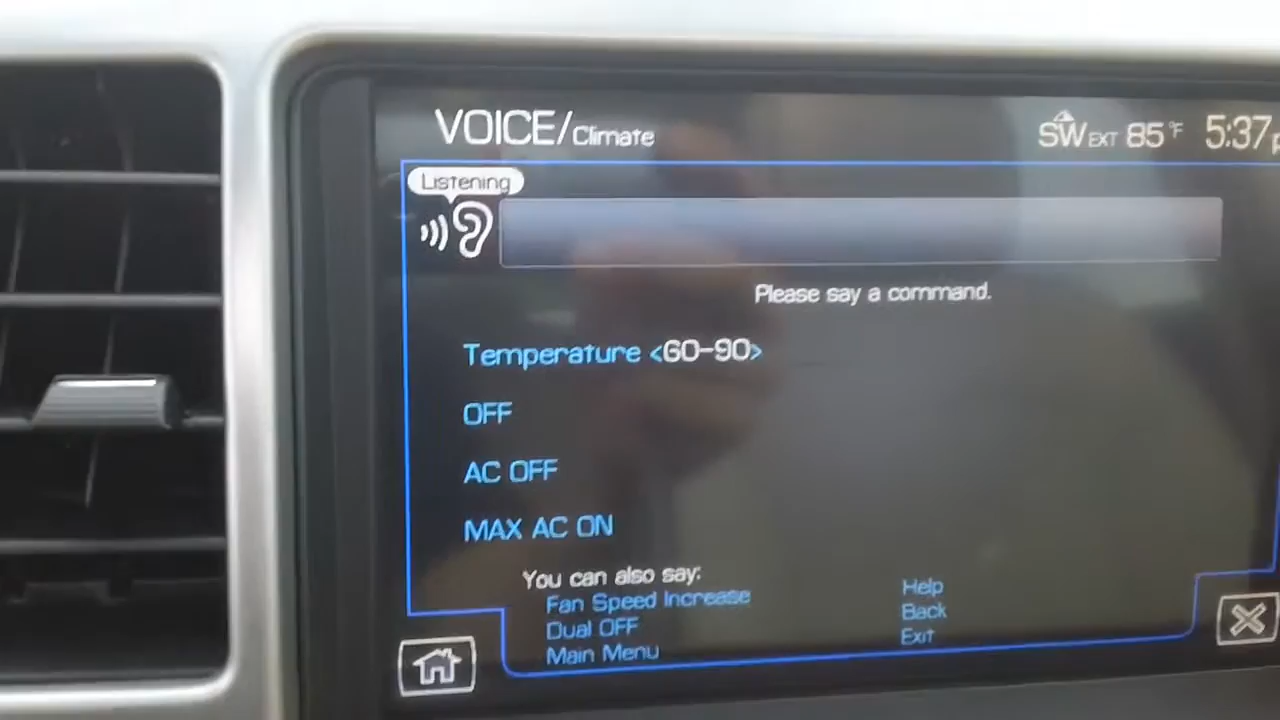 VOICE/Climate
SW EXT 85°F 5:37
Listening
Please say a command.
Temperature <60-90>
OFF
AC OFF
MAX AC ON
You can also say:
Fan Speed Increase
Dual OFF
Main Menu
Help
Back
Exit